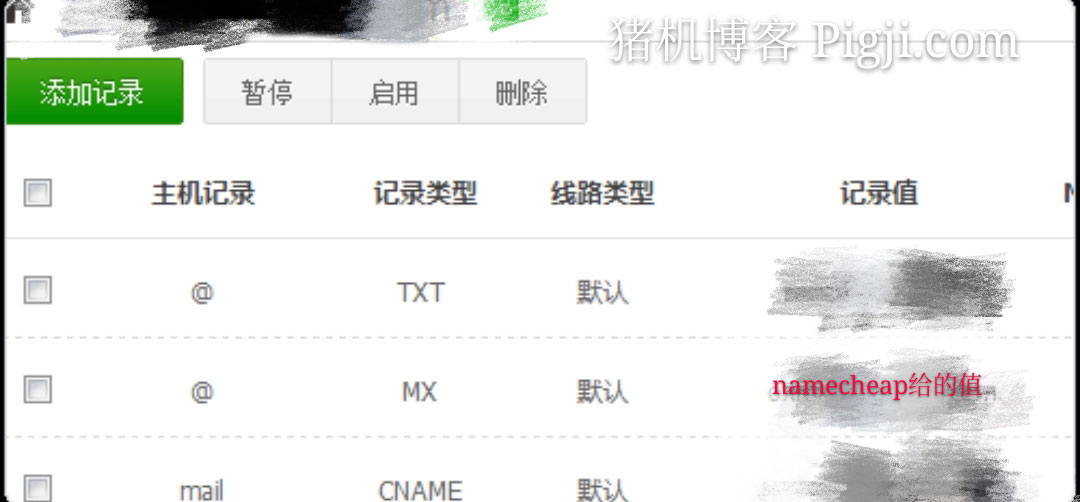 猪机博客 Pigji.com
添加记录 暂停 启用 删除
主机记录 记录类型 线路类型 记录值
@ TXT 默认
@ MX 默认 namecheap给的值
mail CNAME 默认